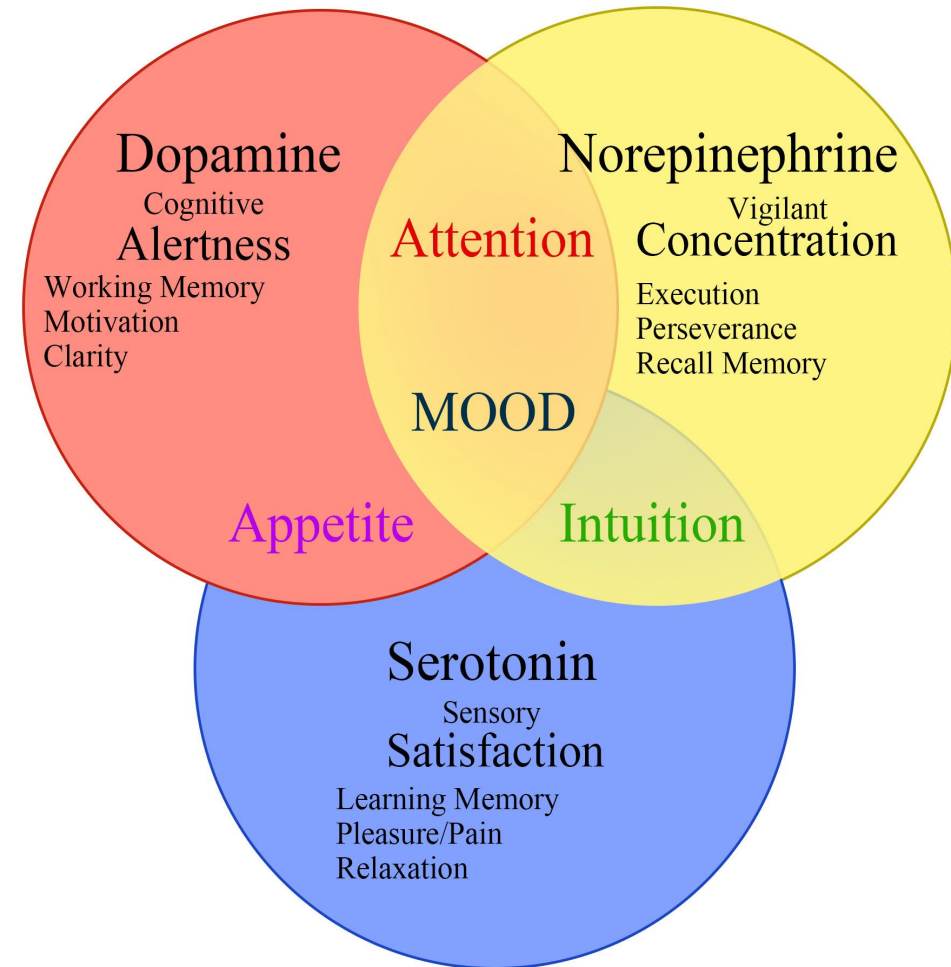 Dopamine
Cognitive
Alertness
Working Memory
Motivation
Clarity
Norepinephrine
Vigilant
Concentration
Execution
Perseverance
Recall Memory
Attention
MOOD
Appetite
Intuition
Serotonin
Sensory
Satisfaction
Learning Memory
Pleasure/Pain
Relaxation